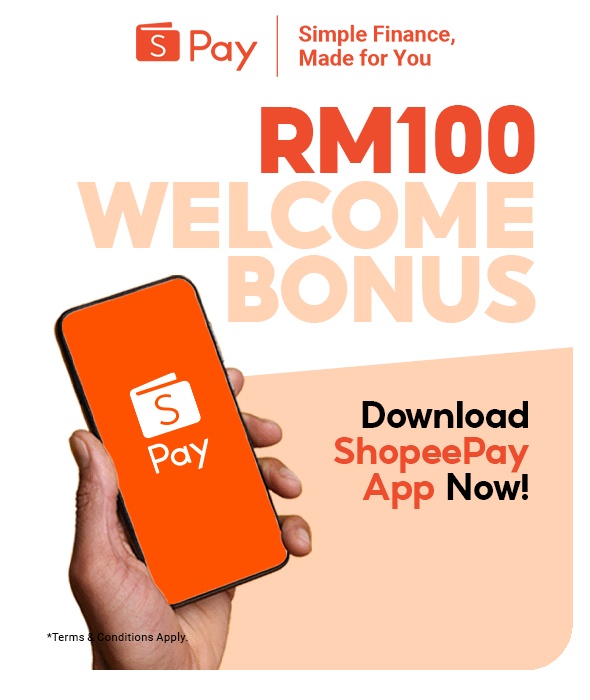 S Pay
Simple Finance,
Made for You
RM100
WELCOME
BONUS
S
Pay
Download
ShopeePay
App Now!
*Terms & Conditions Apply.